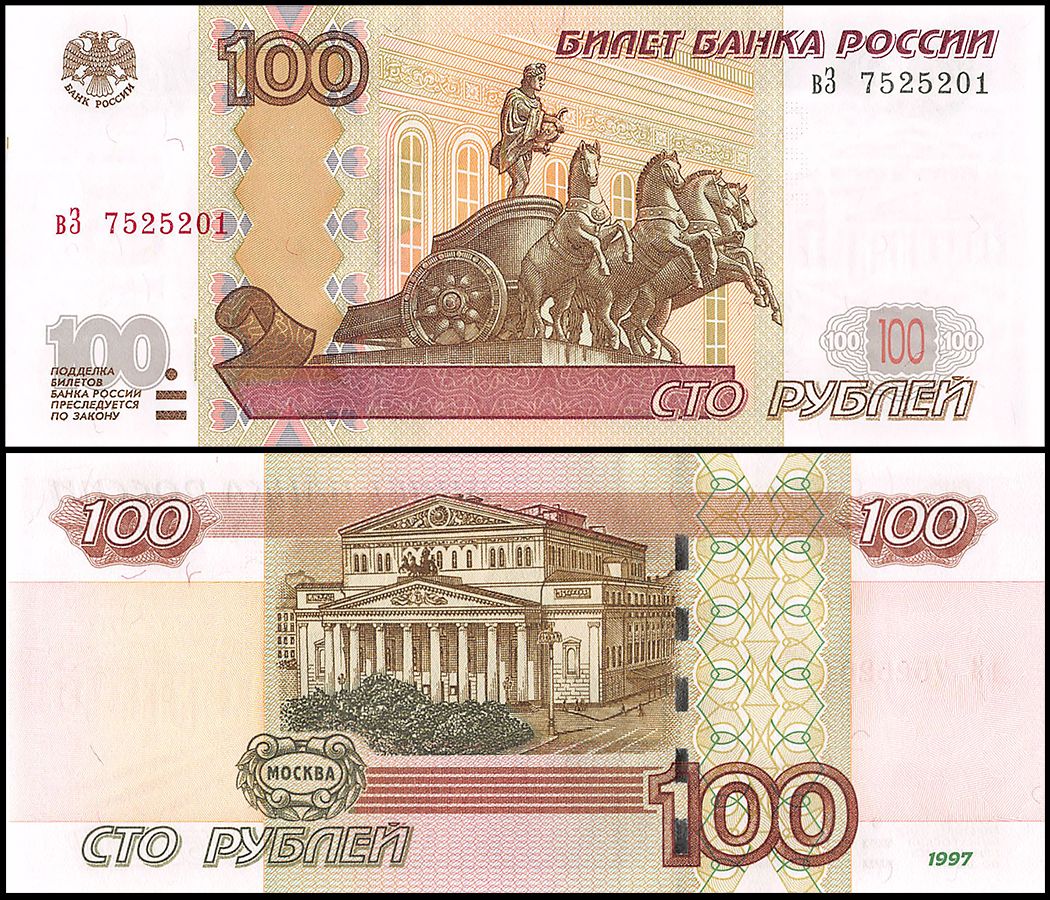 100
БИЛЕТ БАНКА РОССИИ
БАНК РОССИИ
вЗ 7525201
вЗ 7525201
100
ПОДДЕЛКА
БИЛЕТОВ
БАНКА РОССИИ
ПРЕСЛЕДУЕТСЯ
ПО ЗАКОНУ
100 100 100
СТО РУБЛЕЙ
100
100
МОСКВА
100
СТО РУБЛЕЙ
1997